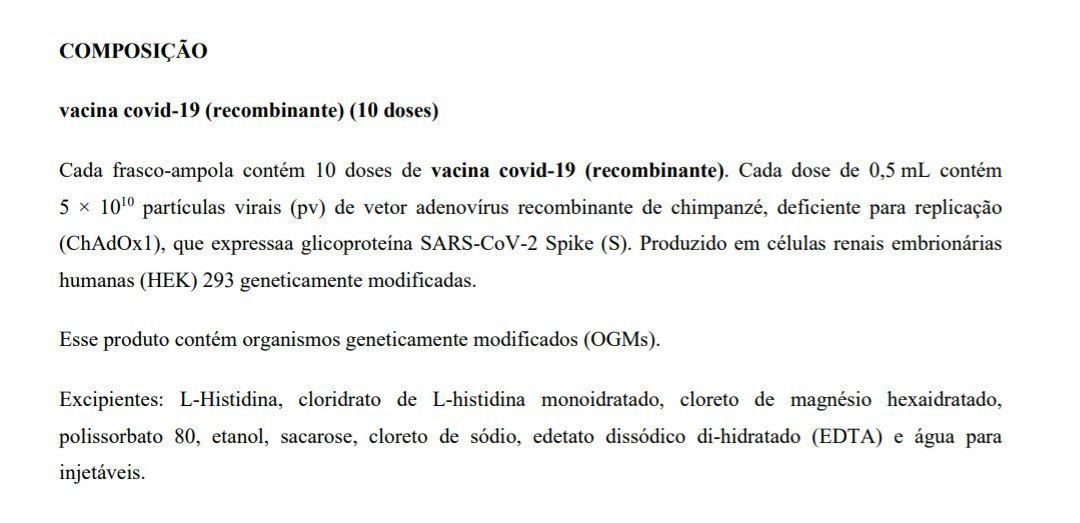 COMPOSIÇÃO
vacina covid-19 (recombinante) (10 doses)
Cada frasco-ampola contém 10 doses de vacina covid-19 (recombinante). Cada dose de 0,5 mL contém
5 × 10¹⁰ partículas virais (pv) de vetor adenovírus recombinante de chimpanzé, deficiente para replicação
(ChAdOx1), que expressaa glicoproteína SARS-CoV-2 Spike (S). Produzido em células renais embrionárias
humanas (HEK) 293 geneticamente modificadas.
Esse produto contém organismos geneticamente modificados (OGMs).
Excipientes: L-Histidina, cloridrato de L-histidina monoidratado, cloreto de magnésio hexaidratado,
polissorbato 80, etanol, sacarose, cloreto de sódio, edetato dissódico di-hidratado (EDTA) e água para
injetáveis.